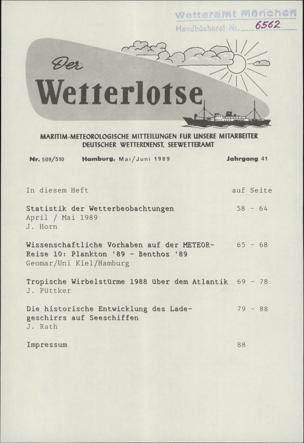 Wetteramt München
Handbücherei Nr. 6562
Der
Wetterlotse
MARITIM-METEOROLOGISCHE MITTEILUNGEN FÜR UNSERE MITARBEITER
DEUTSCHER WETTERDIENST, SEEWETTERAMT
Nr. 509/510 Hamburg, Mai/Juni 1989 Jahrgang 41
In diesem Heft auf Seite
Statistik der Wetterbeobachtungen 58 - 64
April / Mai 1989
J. Horn
Wissenschaftliche Vorhaben auf der METEOR- 65 - 68
Reise 10: Plankton '89 - Benthos '89
Geomar/Uni Kiel/Hamburg
Tropische Wirbelstürme 1988 über dem Atlantik 69 - 78
J. Püttker
Die historische Entwicklung des Lade- 79 - 88
geschirrs auf Seeschiffen
J. Rath
Impressum 88